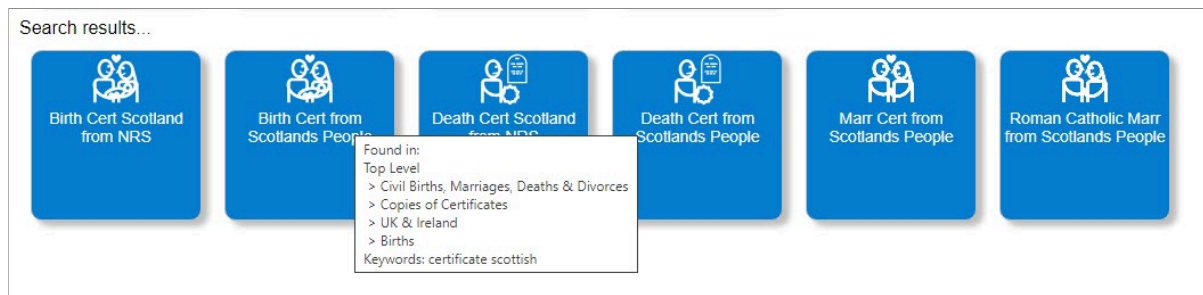 Search results...
Birth Cert Scotland
from NRS
Birth Cert from
Scotlands People
Death Cert Scotland
from NRS
Death Cert from
Scotlands People
Marr Cert from
Scotlands People
Roman Catholic Marr
from Scotlands People
Found in:
Top Level
> Civil Births, Marriages, Deaths & Divorces
> Copies of Certificates
> UK & Ireland
> Births
Keywords: certificate scottish